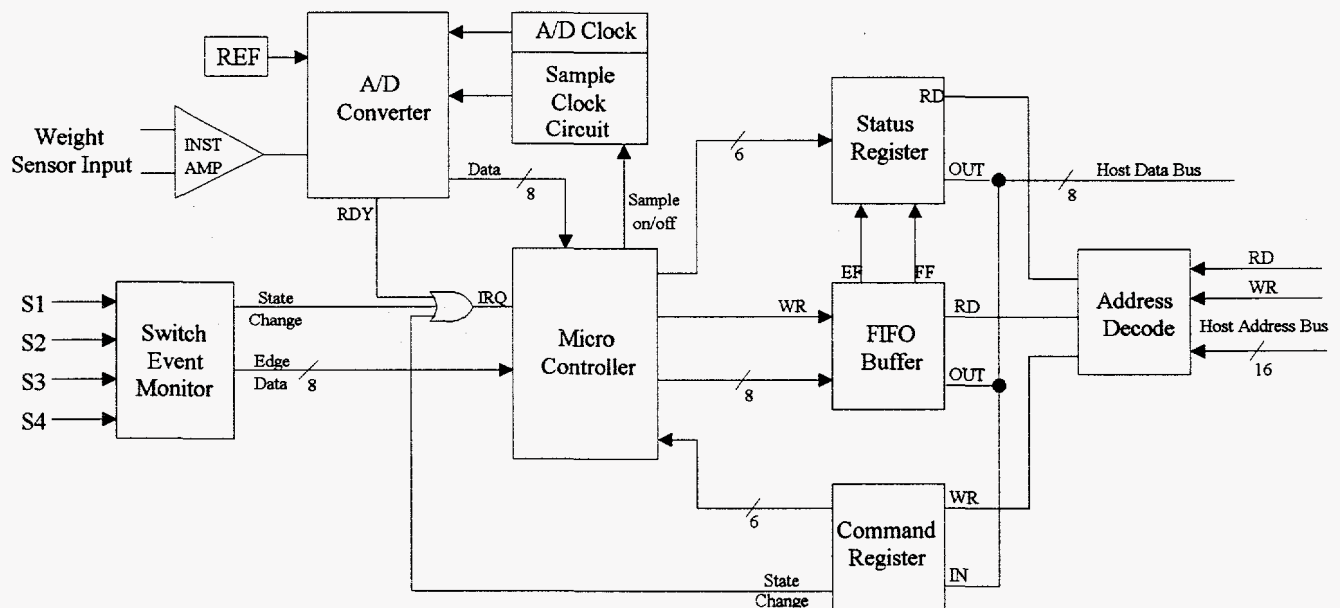 A/D Clock
REF
A/D
Converter
Sample
Clock
Circuit
Weight
Sensor Input
INST
AMP
Data
8
RDY
Sample
on/off
6
RD
Status
Register
OUT
8
Host Data Bus
EF
FF
S1
S2
S3
S4
Switch
Event
Monitor
State
Change
Edge
Data
8
IRQ
Micro
Controller
WR
8
FIFO
Buffer
RD
OUT
Address
Decode
RD
WR
Host Address Bus
16
6
Command
Register
WR
IN
State
Change